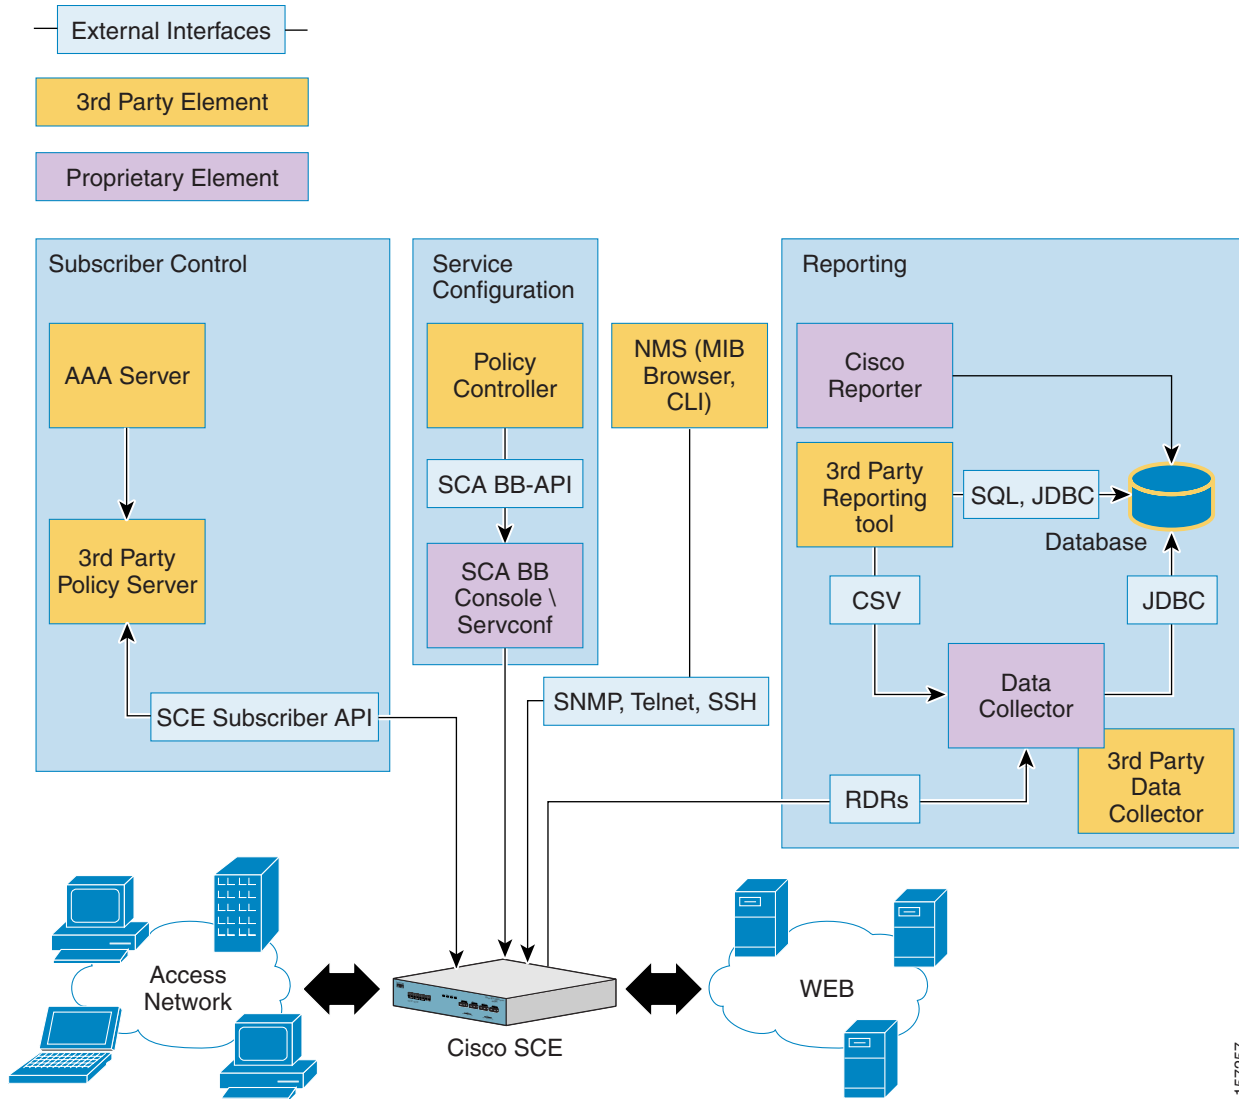 External Interfaces
3rd Party Element
Proprietary Element
Subscriber Control
AAA Server
3rd Party
Policy Server
SCE Subscriber API
Service
Configuration
Policy
Controller
SCA BB-API
SCA BB
Console \
Servconf
NMS (MIB
Browser,
CLI)
SNMP, Telnet, SSH
Reporting
Cisco
Reporter
3rd Party
Reporting
tool
SQL, JDBC
Database
CSV
JDBC
Data
Collector
3rd Party
Data
Collector
RDRs
Access
Network
Cisco SCE
WEB